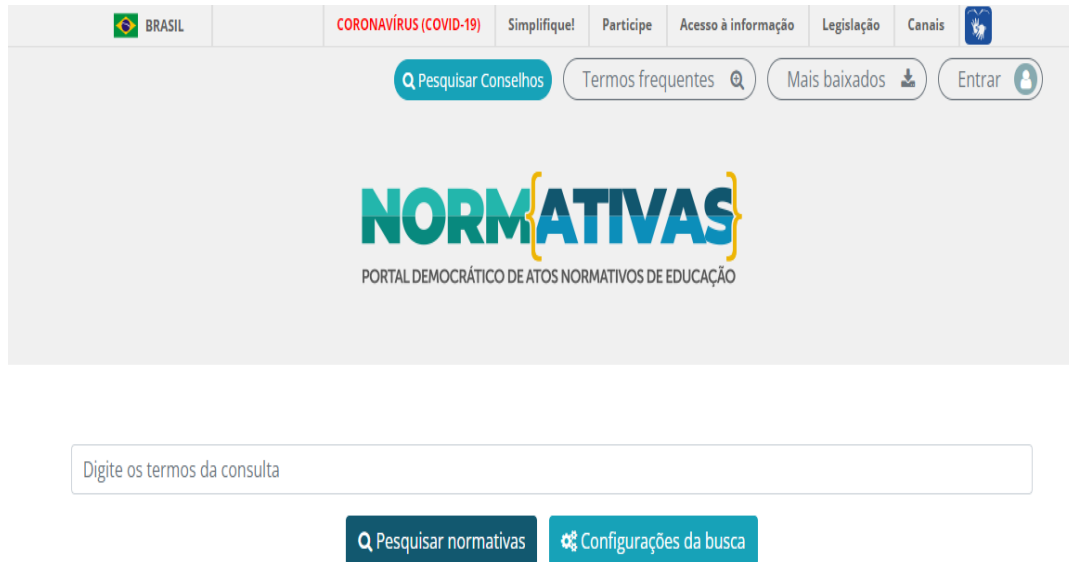 BRASIL CORONAVÍRUS (COVID-19) Simplifique! Participe Acesso à informação Legislação Canais
Pesquisar Conselhos Termos frequentes Mais baixados Entrar
NORM{ATIVAS}
PORTAL DEMOCRÁTICO DE ATOS NORMATIVOS DE EDUCAÇÃO
Digite os termos da consulta
Pesquisar normativas Configurações da busca